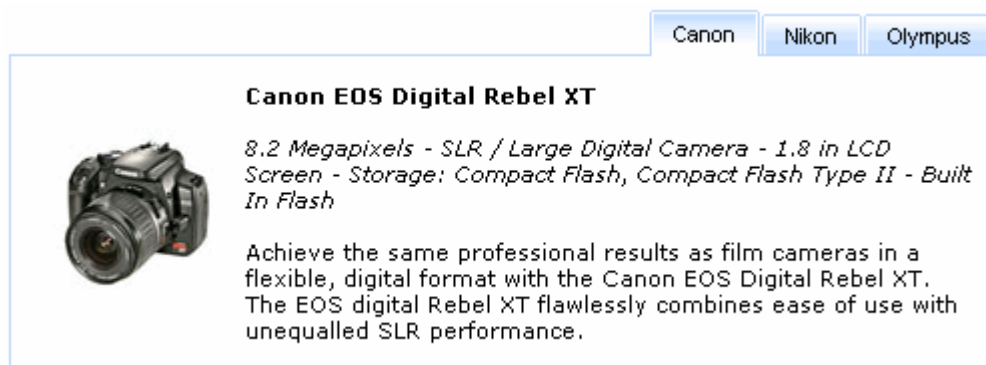 Canon Nikon Olympus
Canon EOS Digital Rebel XT
8.2 Megapixels - SLR / Large Digital Camera - 1.8 in LCD
Screen - Storage: Compact Flash, Compact Flash Type II - Built
In Flash
Achieve the same professional results as film cameras in a
flexible, digital format with the Canon EOS Digital Rebel XT.
The EOS digital Rebel XT flawlessly combines ease of use with
unequalled SLR performance.